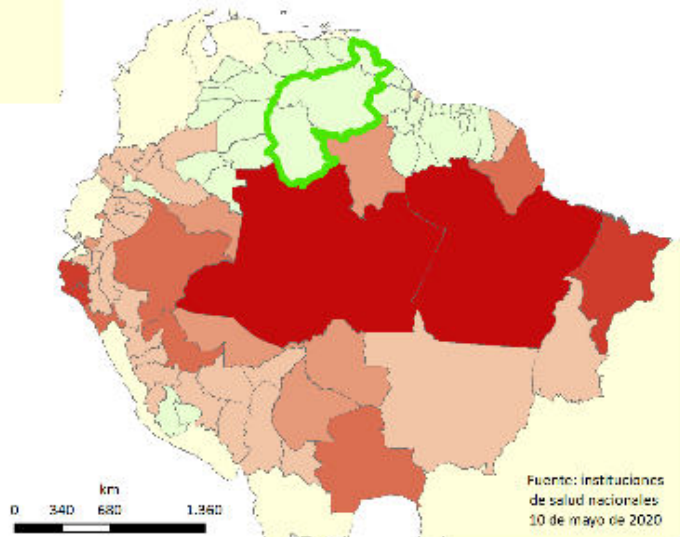 km
0 340 680 1.360
Fuente: instituciones
de salud nacionales
10 de mayo de 2020